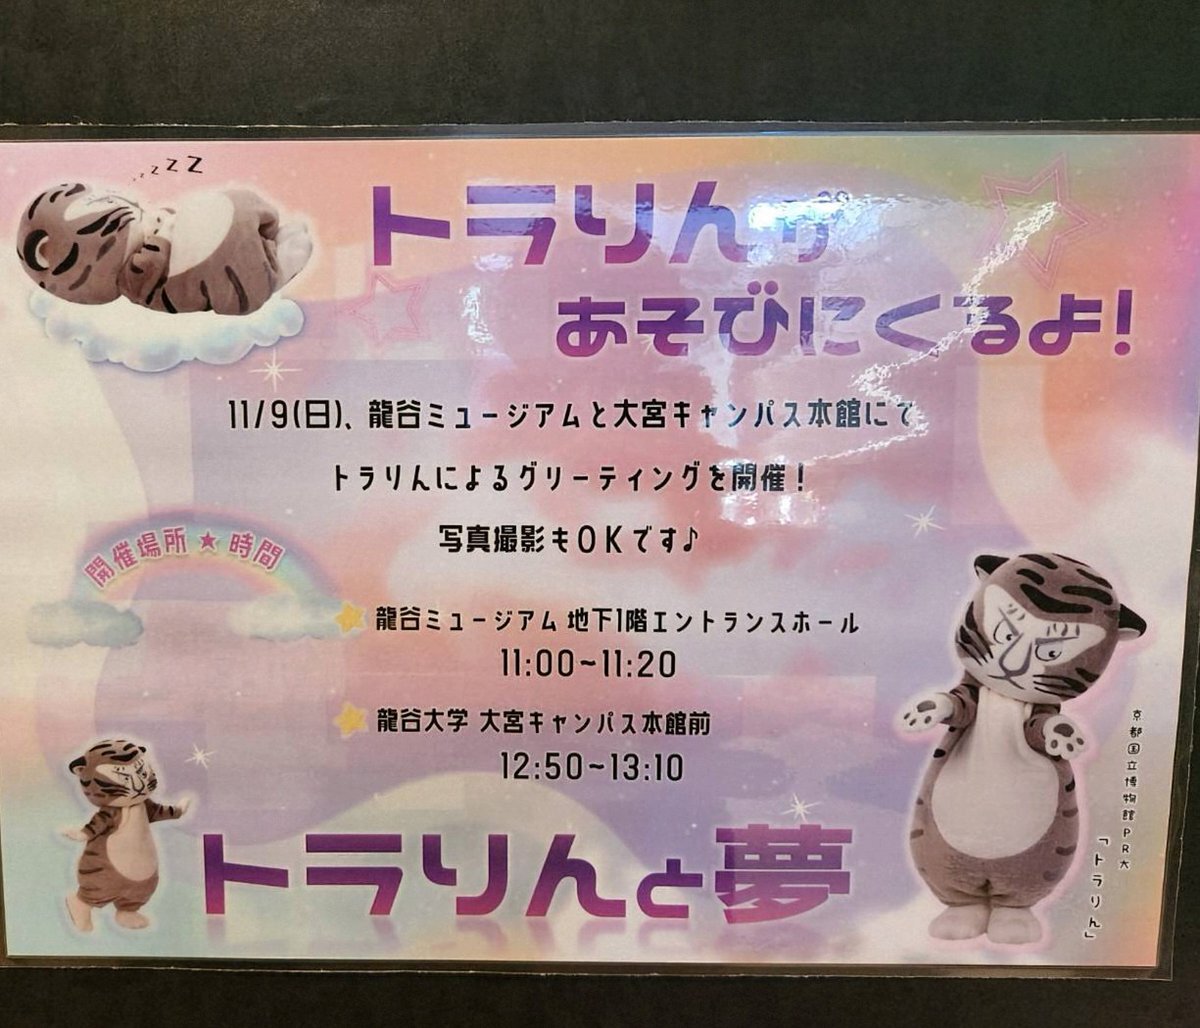 zzzzz
トラりんが
あそびにくるよ!
11/9(日)、龍谷ミュージアムと大宮キャンパス本館にて
トラりんによるグリーティングを開催!
写真撮影もOKです♪
開催場所★時間
龍谷ミュージアム 地下1階エントランスホール
11:00~11:20
龍谷大学 大宮キャンパス本館前
12:50~13:10
トラりんと夢
京都国立博物館PR大
「トラりん」